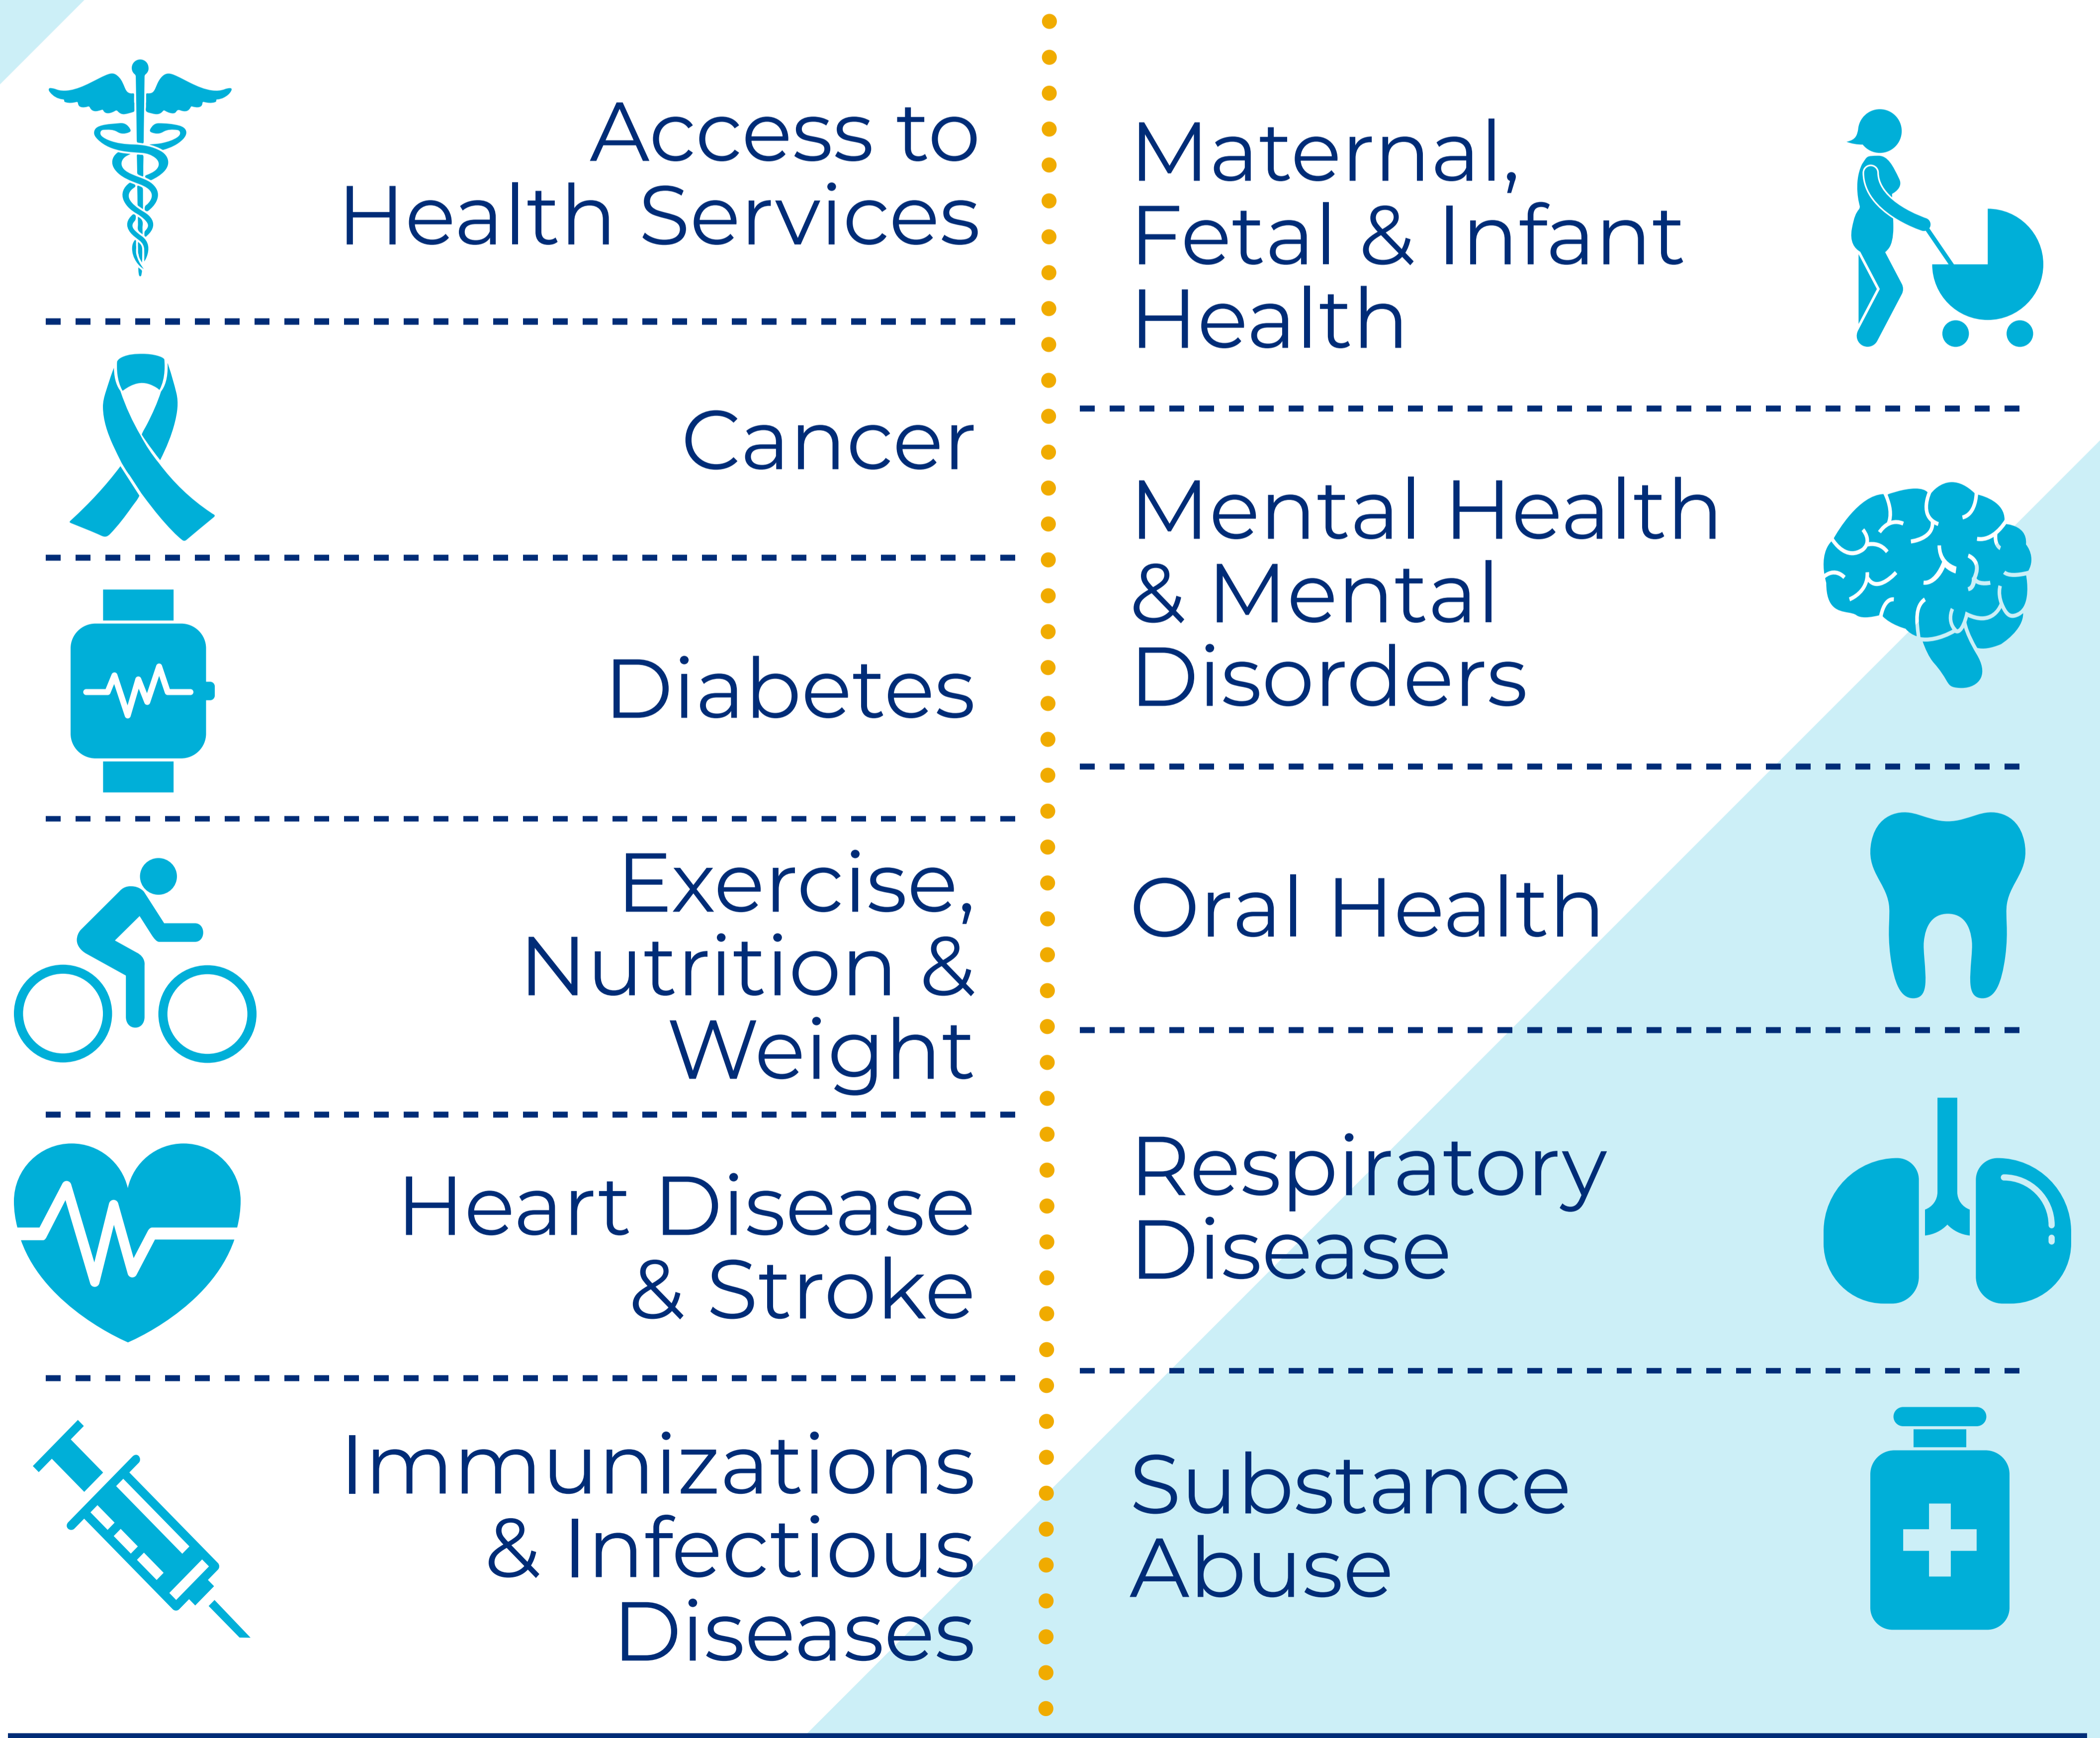 Access to
Health Services
Cancer
Diabetes
Exercise,
Nutrition &
Weight
Heart Disease
& Stroke
Immunizations
& Infectious
Diseases
Maternal,
Fetal & Infant
Health
Mental Health
& Mental
Disorders
Oral Health
Respiratory
Disease
Substance
Abuse